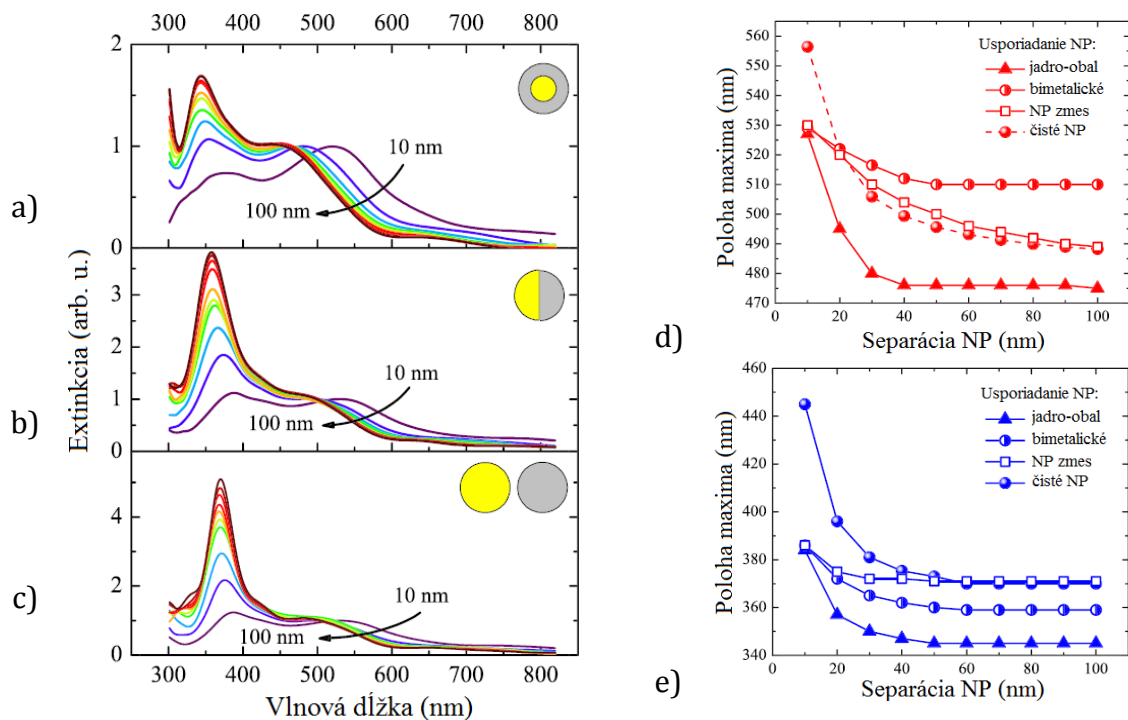 300 400 500 600 700 800
Extinkcia (arb. u.)
a)
2
1
0
10 nm
100 nm
b)
3
2
1
0
10 nm
100 nm
c)
4
2
0
10 nm
100 nm
300 400 500 600 700 800
Vlnová dĺžka (nm)
d)
Poloha maxima (nm)
560
550
540
530
520
510
500
490
480
470
Usporiadanie NP:
jadro-obal
bimetalické
NP zmes
čisté NP
0 20 40 60 80 100
Separácia NP (nm)
e)
Poloha maxima (nm)
460
440
420
400
380
360
340
Usporiadanie NP:
jadro-obal
bimetalické
NP zmes
čisté NP
0 20 40 60 80 100
Separácia NP (nm)